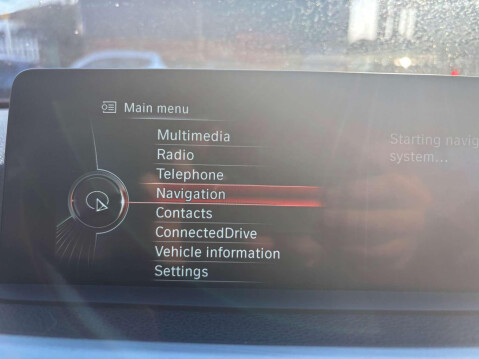 Main menu
Multimedia
Radio
Telephone
Navigation
Contacts
ConnectedDrive
Vehicle information
Settings
Starting navig
system...